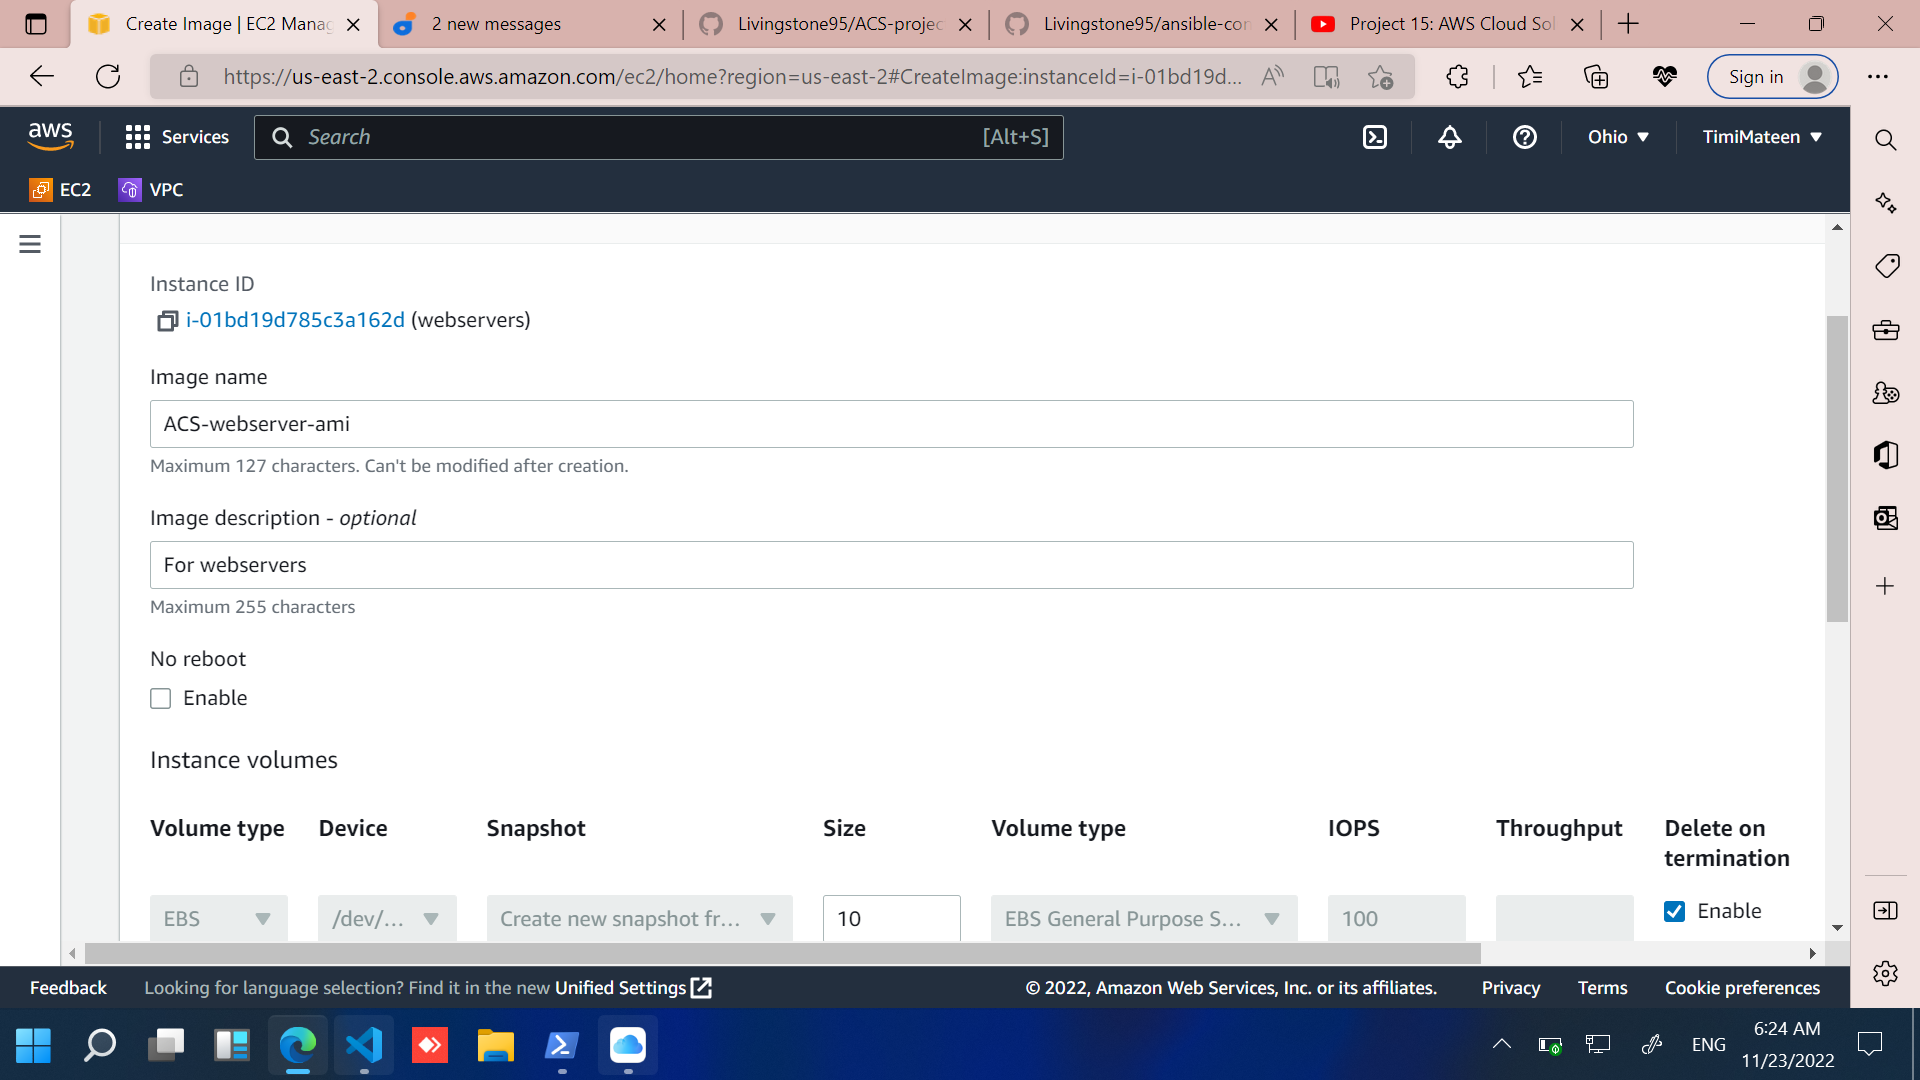 Create Image | EC2 Manag
2 new messages
Livingstone95/ACS-projec
Livingstone95/ansible-con
Project 15: AWS Cloud Sol
https://us-east-2.console.aws.amazon.com/ec2/home?region=us-east-2#CreateImage:instanceId=i-01bd19d...
Sign in
aws
Services
Search
[Alt+S]
Ohio
TimiMateen
EC2
VPC
Instance ID
i-01bd19d785c3a162d (webservers)
Image name
ACS-webserver-ami
Maximum 127 characters. Can't be modified after creation.
Image description - optional
For webservers
Maximum 255 characters
No reboot
Enable
Instance volumes
Volume type Device Snapshot Size Volume type IOPS Throughput Delete on termination
EBS /dev/... Create new snapshot fr... 10 EBS General Purpose S... 100 Enable
Feedback Looking for language selection? Find it in the new Unified Settings © 2022, Amazon Web Services, Inc. or its affiliates. Privacy Terms Cookie preferences
ENG
6:24 AM
11/23/2022